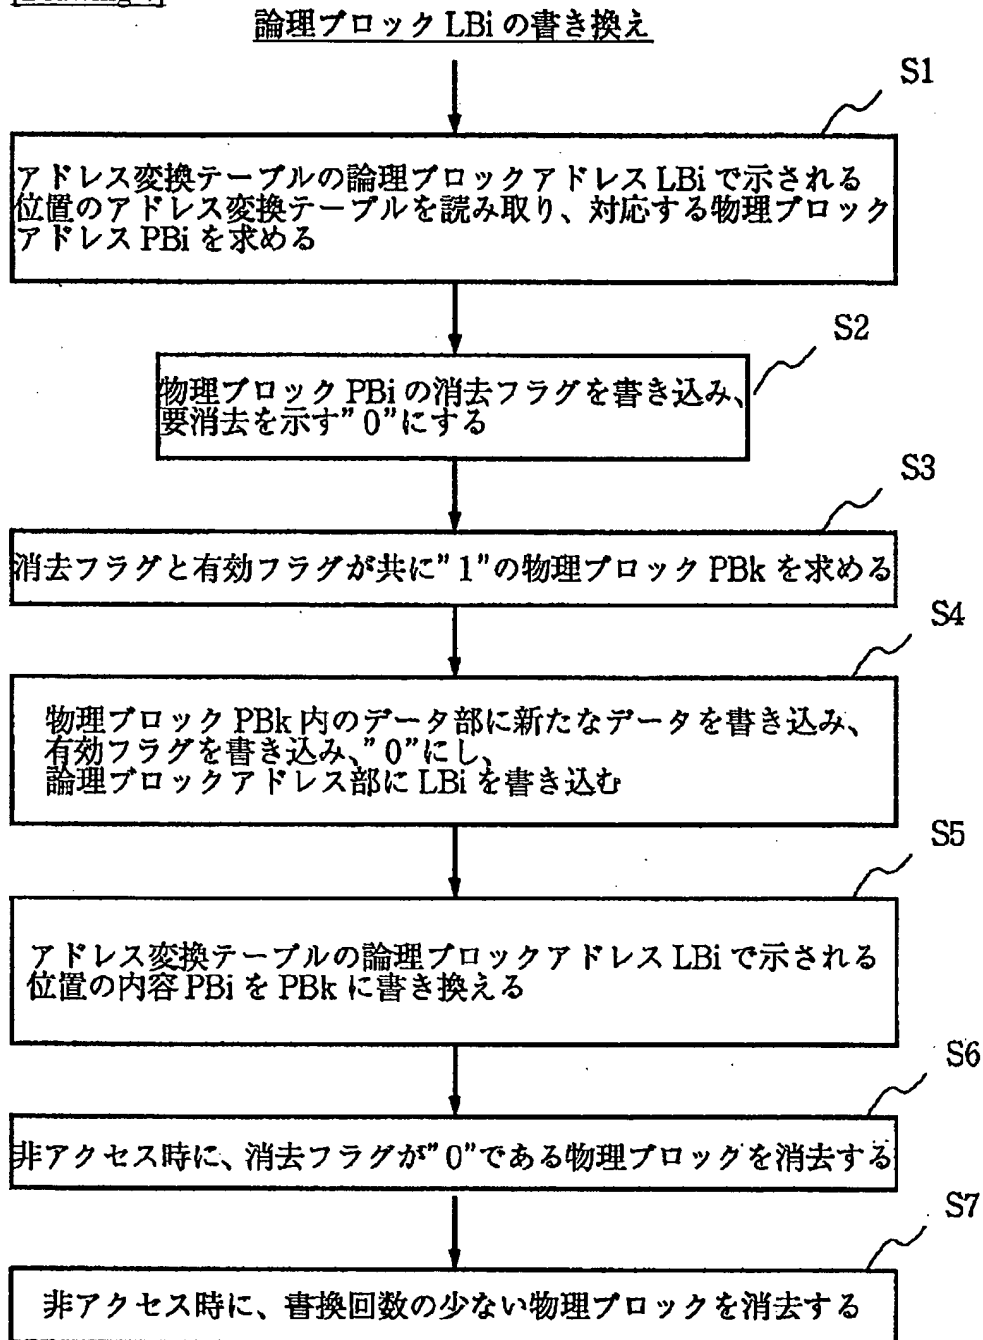 論理ブロック LBi の書き換え
S1
アドレス変換テーブルの論理ブロックアドレス LBi で示される
位置のアドレス変換テーブルを読み取り、対応する物理ブロック
アドレス PBi を求める
S2
物理ブロック PBi の消去フラグを書き込み、
要消去を示す"0"にする
S3
消去フラグと有効フラグが共に"1"の物理ブロック PBk を求める
S4
物理ブロック PBk 内のデータ部に新たなデータを書き込み、
有効フラグを書き込み、"0"にし、
論理ブロックアドレス部に LBi を書き込む
S5
アドレス変換テーブルの論理ブロックアドレス LBi で示される
位置の内容 PBi を PBk に書き換える
S6
非アクセス時に、消去フラグが"0"である物理ブロックを消去する
S7
非アクセス時に、書換回数の少ない物理ブロックを消去する